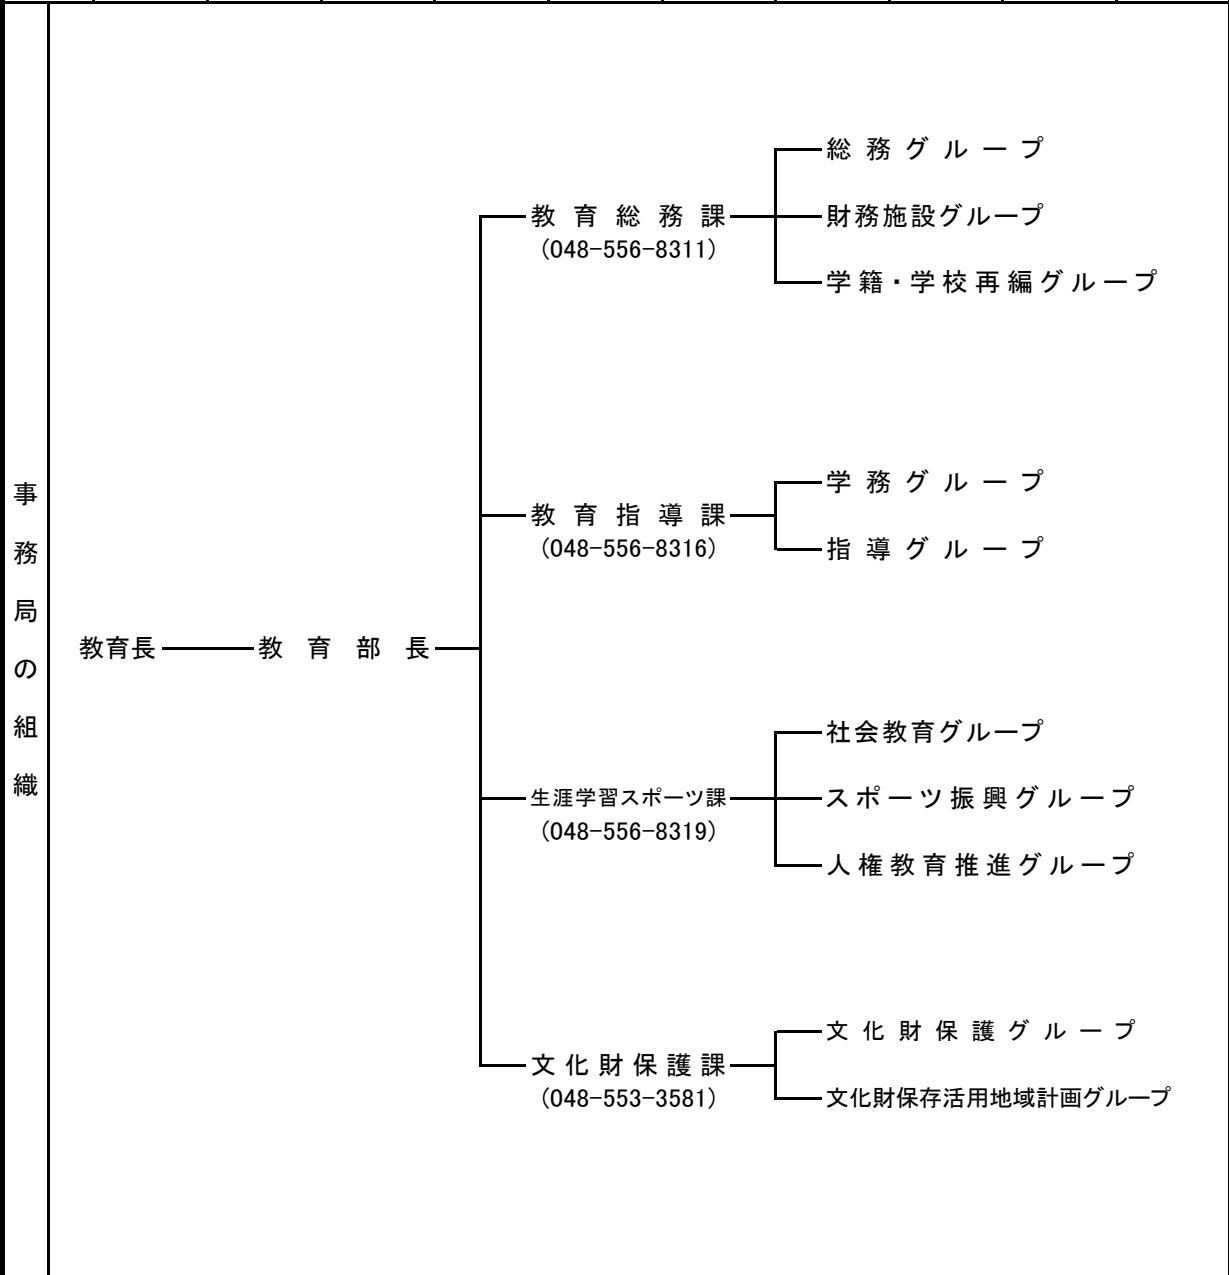 事務局の組織
教育長
教育部長
教育総務課
(048-556-8311)
総務グループ
財務施設グループ
学籍・学校再編グループ
教育指導課
(048-556-8316)
学務グループ
指導グループ
生涯学習スポーツ課
(048-556-8319)
社会教育グループ
スポーツ振興グループ
人権教育推進グループ
文化財保護課
(048-553-3581)
文化財保護グループ
文化財保存活用地域計画グループ